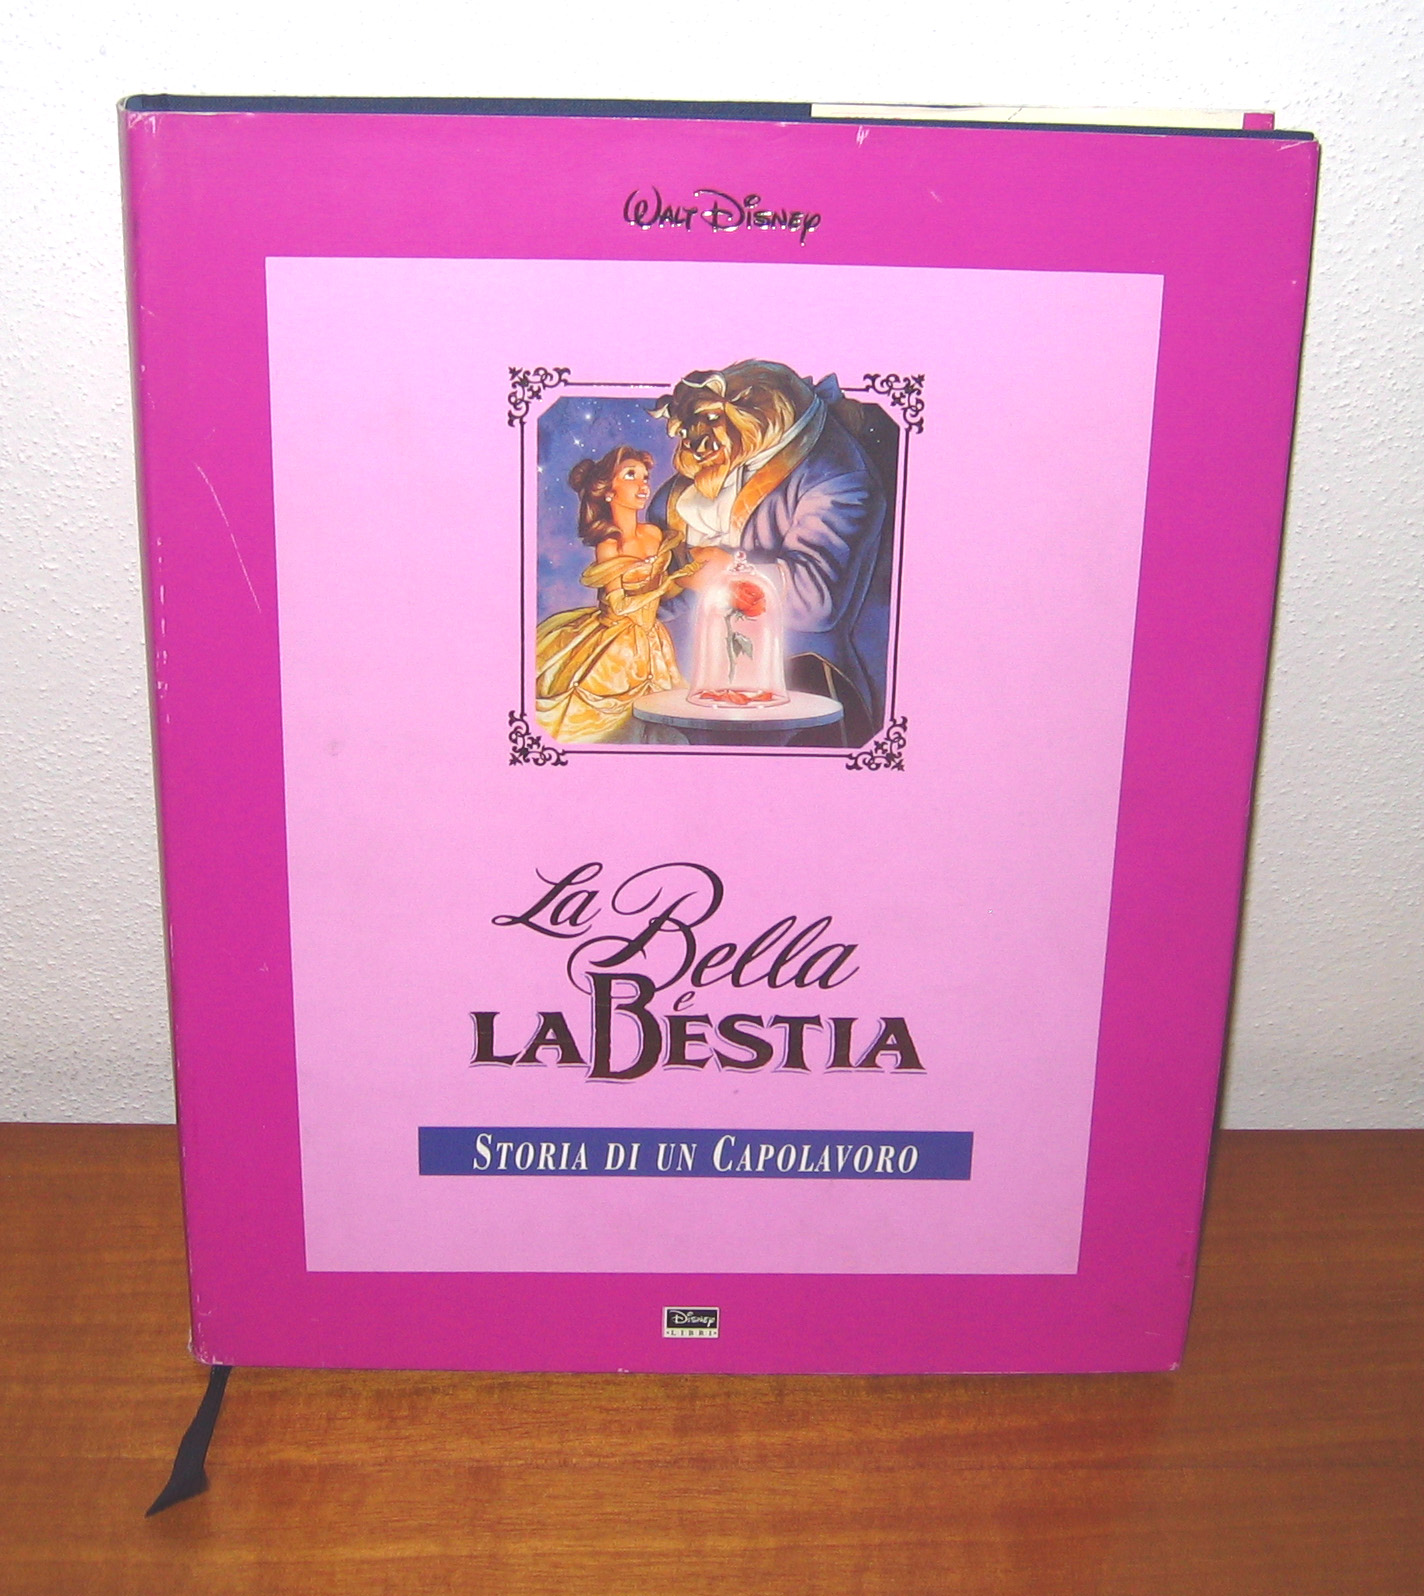 WALT DISNEY
La Bella
e
LA BESTIA
STORIA DI UN CAPOLAVORO
DISNEY
LIBRI